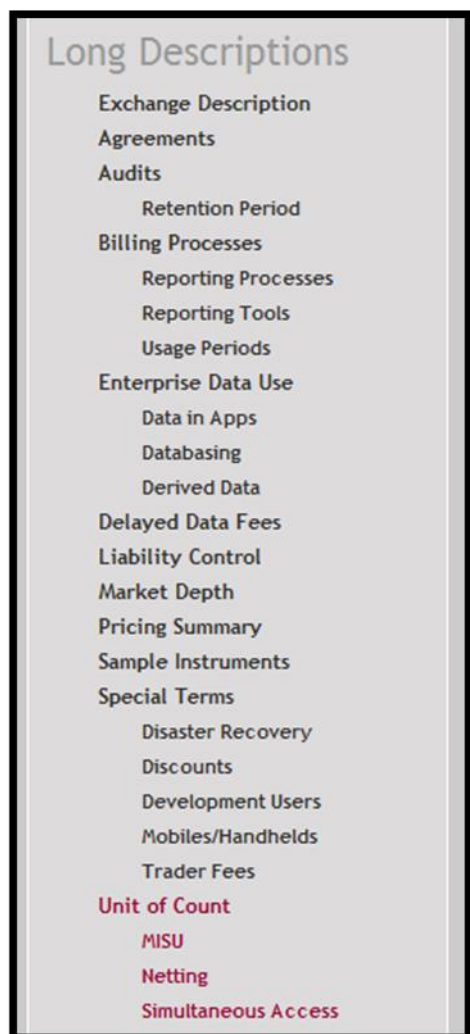 Long Descriptions
Exchange Description
Agreements
Audits
Retention Period
Billing Processes
Reporting Processes
Reporting Tools
Usage Periods
Enterprise Data Use
Data in Apps
Databasing
Derived Data
Delayed Data Fees
Liability Control
Market Depth
Pricing Summary
Sample Instruments
Special Terms
Disaster Recovery
Discounts
Development Users
Mobiles/Handhelds
Trader Fees
Unit of Count
MISU
Netting
Simultaneous Access